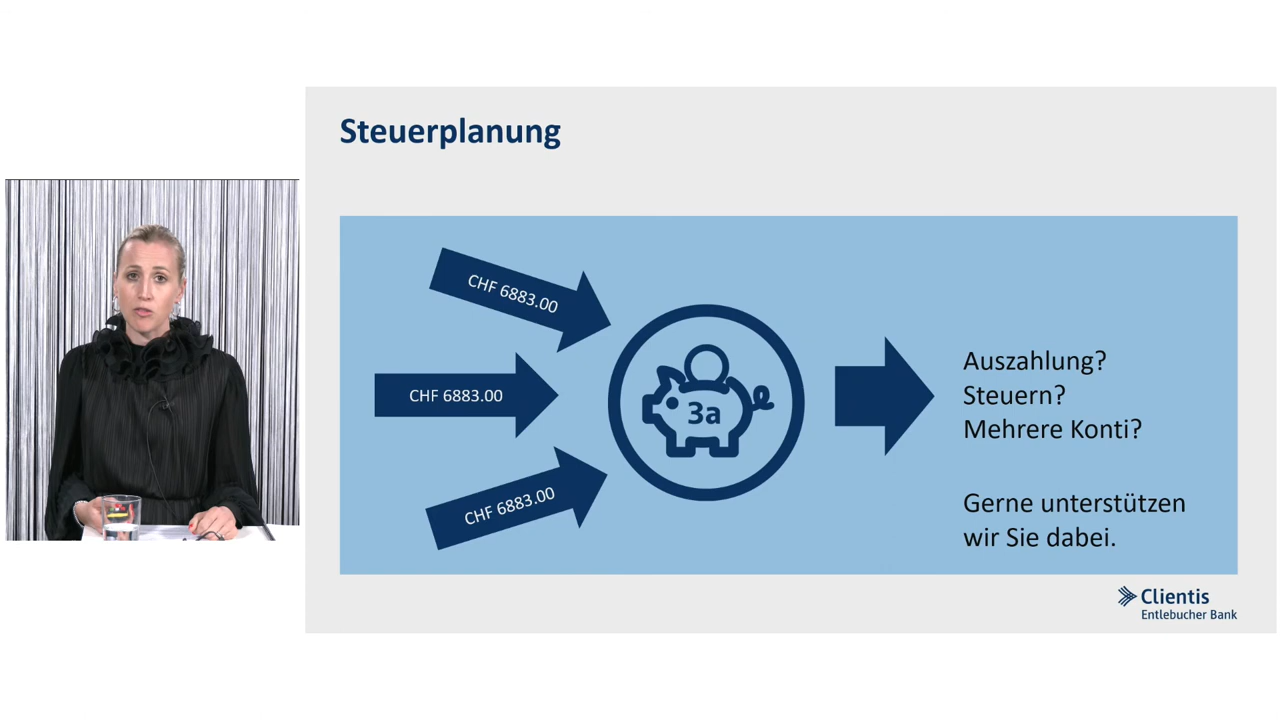 Steuerplanung
CHF 6883.00
CHF 6883.00
CHF 6883.00
3a
Auszahlung?
Steuern?
Mehrere Konti?
Gerne unterstützen
wir Sie dabei.
Clientis
Entlebucher Bank